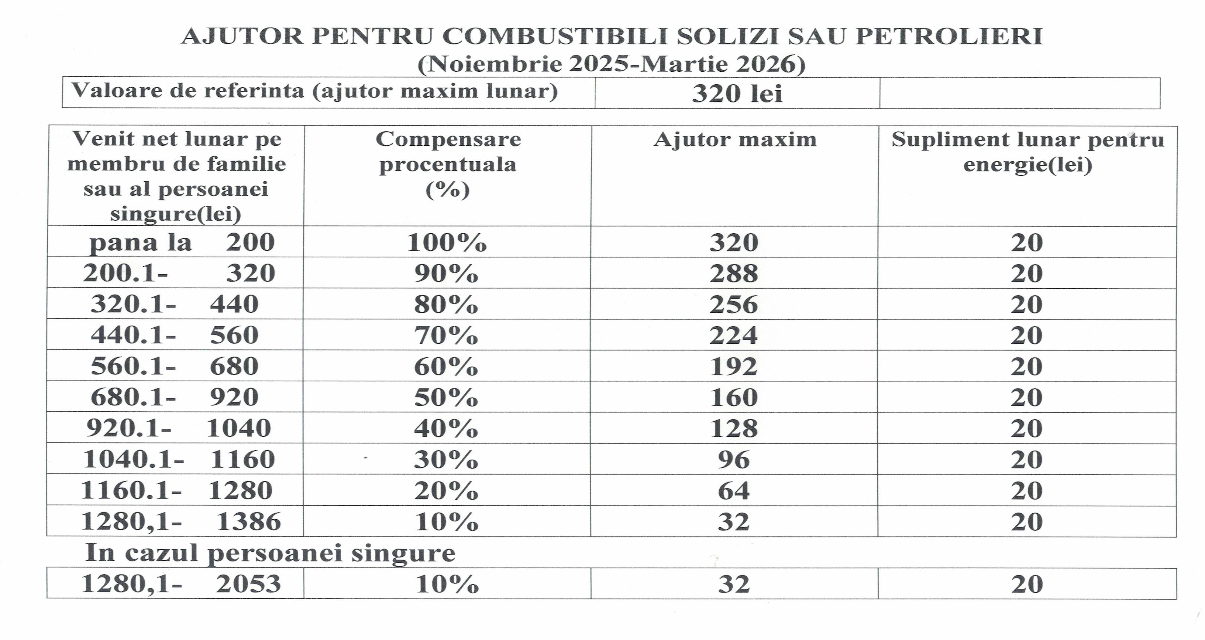 AJUTOR PENTRU COMBUSTIBILI SOLIZI SAU PETROLIERI
(Noiembrie 2025-Martie 2026)
Valoare de referinta (ajutor maxim lunar) 320 lei
Venit net lunar pe membru de familie sau al persoanei singure(lei) Compensare procentuala (%) Ajutor maxim Supliment lunar pentru energie(lei)
pana la 200 100% 320 20
200.1- 320 90% 288 20
320.1- 440 80% 256 20
440.1- 560 70% 224 20
560.1- 680 60% 192 20
680.1- 920 50% 160 20
920.1- 1040 40% 128 20
1040.1- 1160 30% 96 20
1160.1- 1280 20% 64 20
1280,1- 1386 10% 32 20
In cazul persoanei singure
1280,1- 2053 10% 32 20